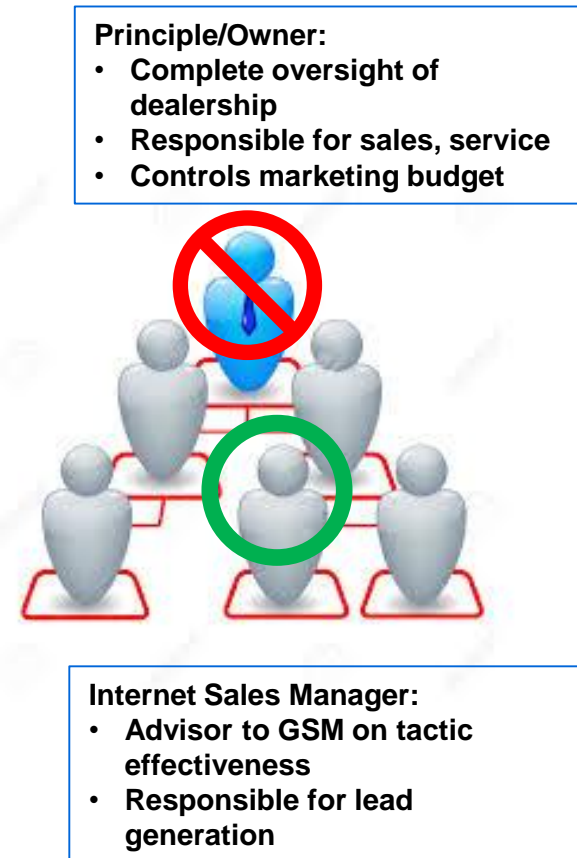 Principle/Owner:
• Complete oversight of
dealership
• Responsible for sales, service
• Controls marketing budget
Internet Sales Manager:
• Advisor to GSM on tactic
effectiveness
• Responsible for lead
generation